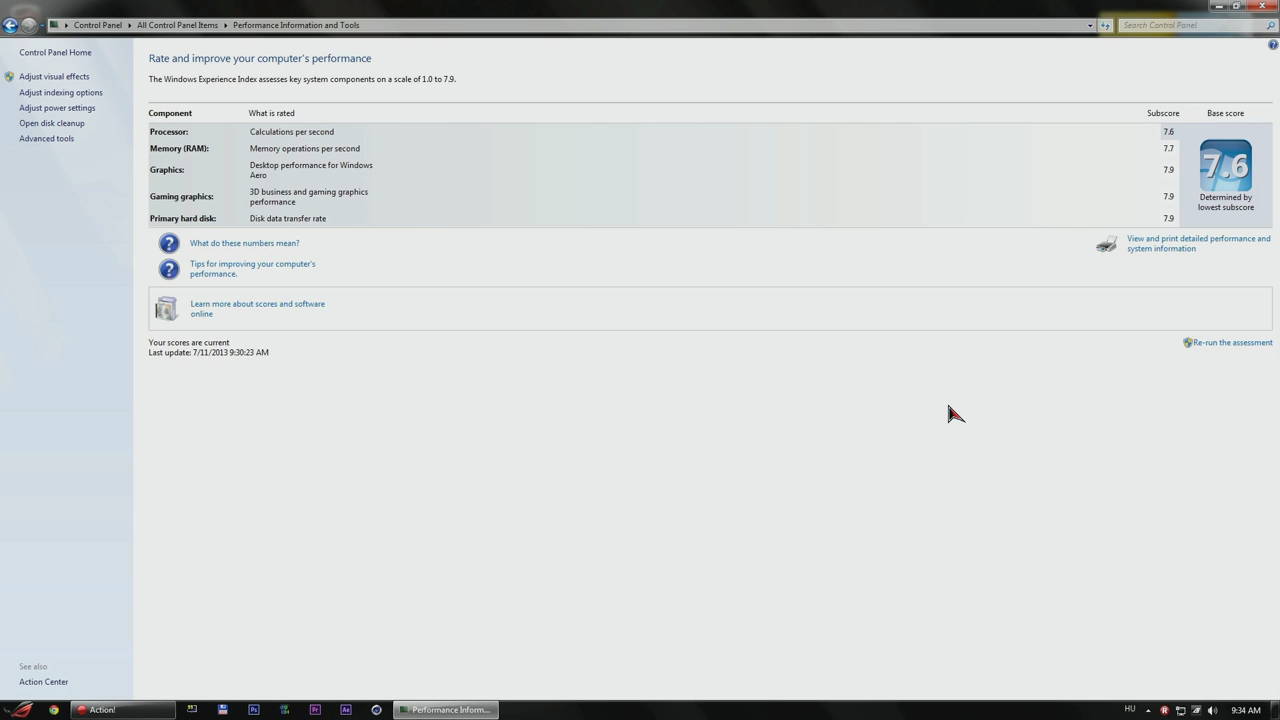 Control Panel All Control Panel Items Performance Information and Tools Search Control Panel
Control Panel Home
Adjust visual effects
Adjust indexing options
Adjust power settings
Open disk cleanup
Advanced tools
See also
Action Center
Rate and improve your computer's performance
The Windows Experience Index assesses key system components on a scale of 1.0 to 7.9.
Component What is rated Subscore Base score
Processor: Calculations per second 7.6
Memory (RAM): Memory operations per second 7.7
Graphics: Desktop performance for Windows
Aero 7.9
Gaming graphics: 3D business and gaming graphics
performance 7.9
Primary hard disk: Disk data transfer rate 7.9
7.6
Determined by
lowest subscore
What do these numbers mean?
Tips for improving your computer's
performance.
View and print detailed performance and
system information
Learn more about scores and software
online
Your scores are current
Last update: 7/11/2013 9:30:23 AM
Re-run the assessment
Action! Ps Pr Ae Performance Inform... HU 9:34 AM